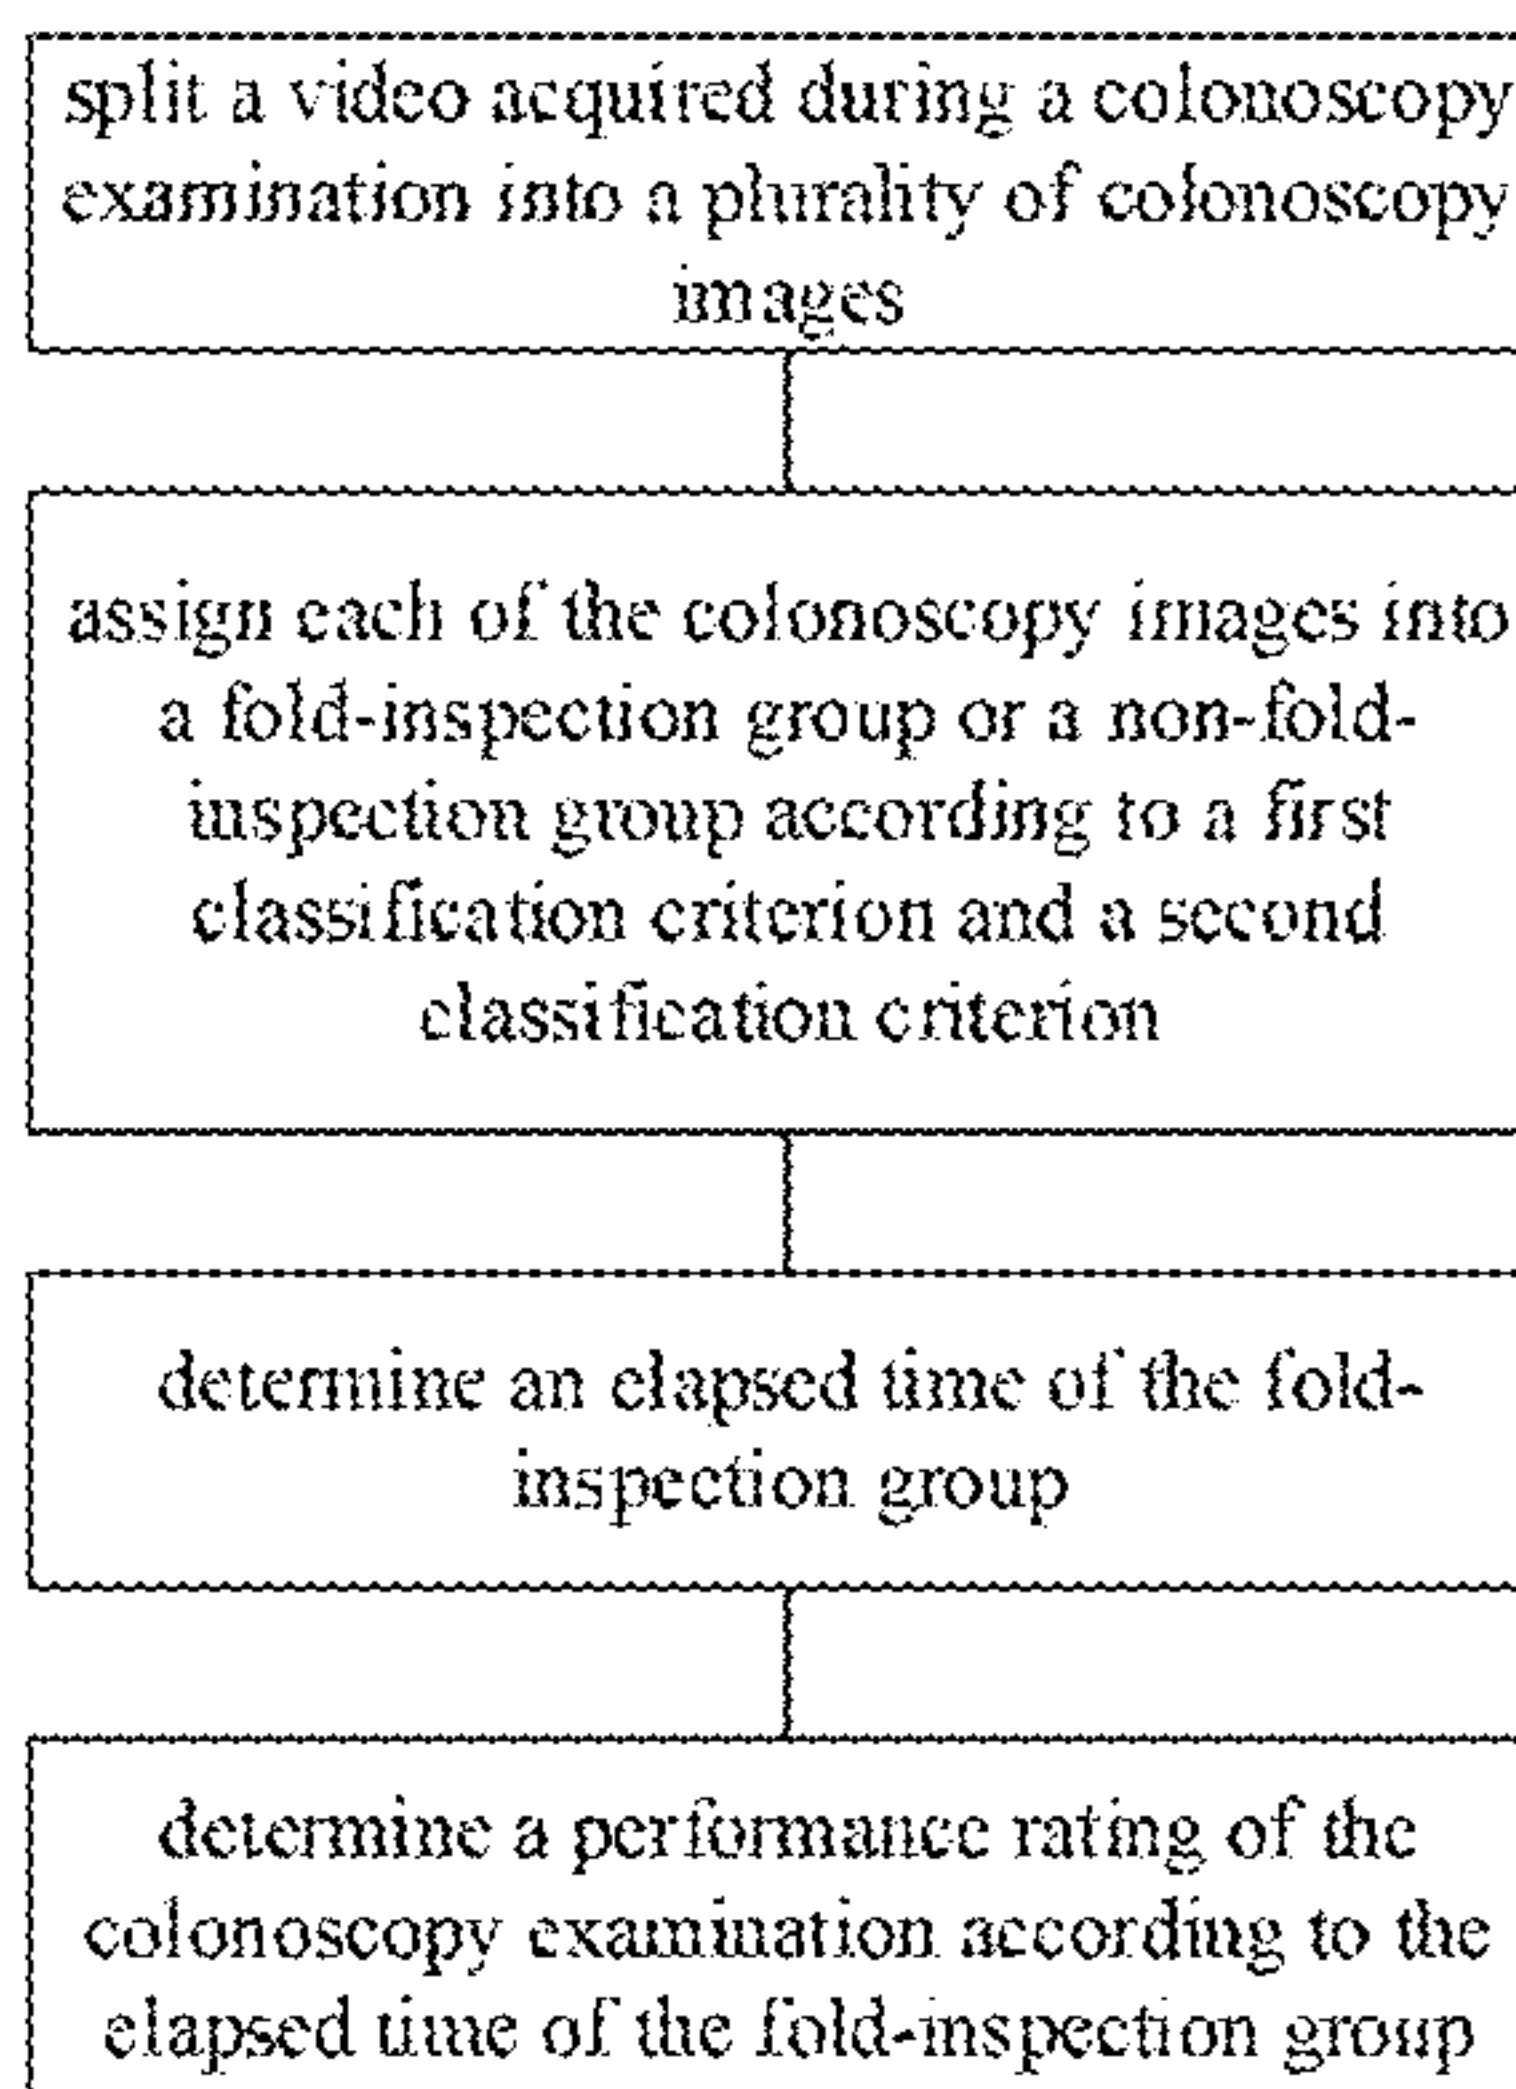 split a video acquired during a colonoscopy
examination into a plurality of colonoscopy
images
assign each of the colonoscopy images into
a fold-inspection group or a non-fold-
inspection group according to a first
classification criterion and a second
classification criterion
determine an elapsed time of the fold-
inspection group
determine a performance rating of the
colonoscopy examination according to the
elapsed time of the fold-inspection group